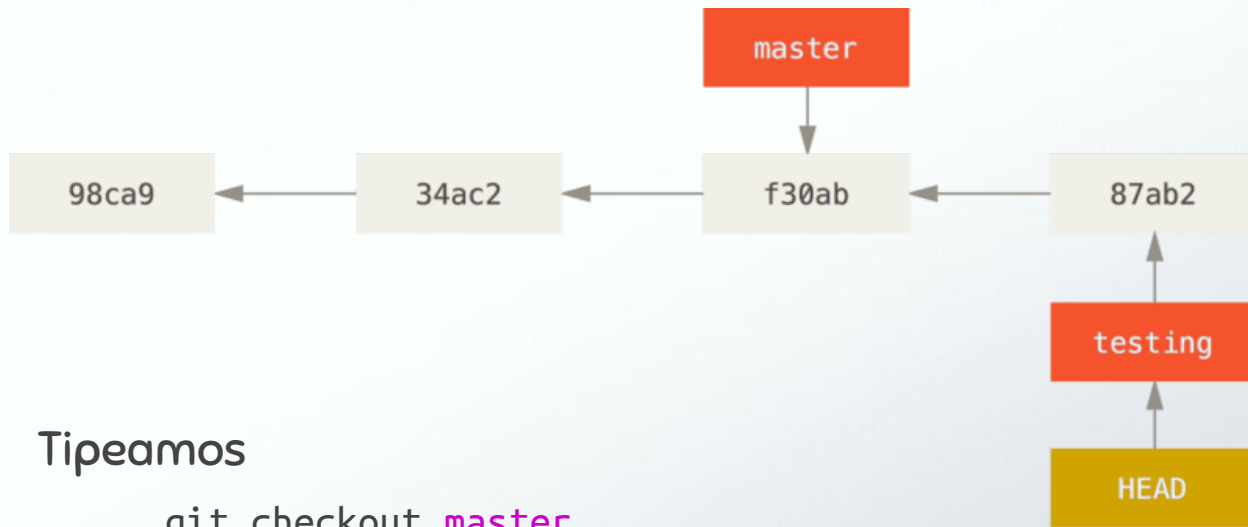 master
98ca9 34ac2 f30ab 87ab2
testing
Tipeamos
HEAD
git checkout master